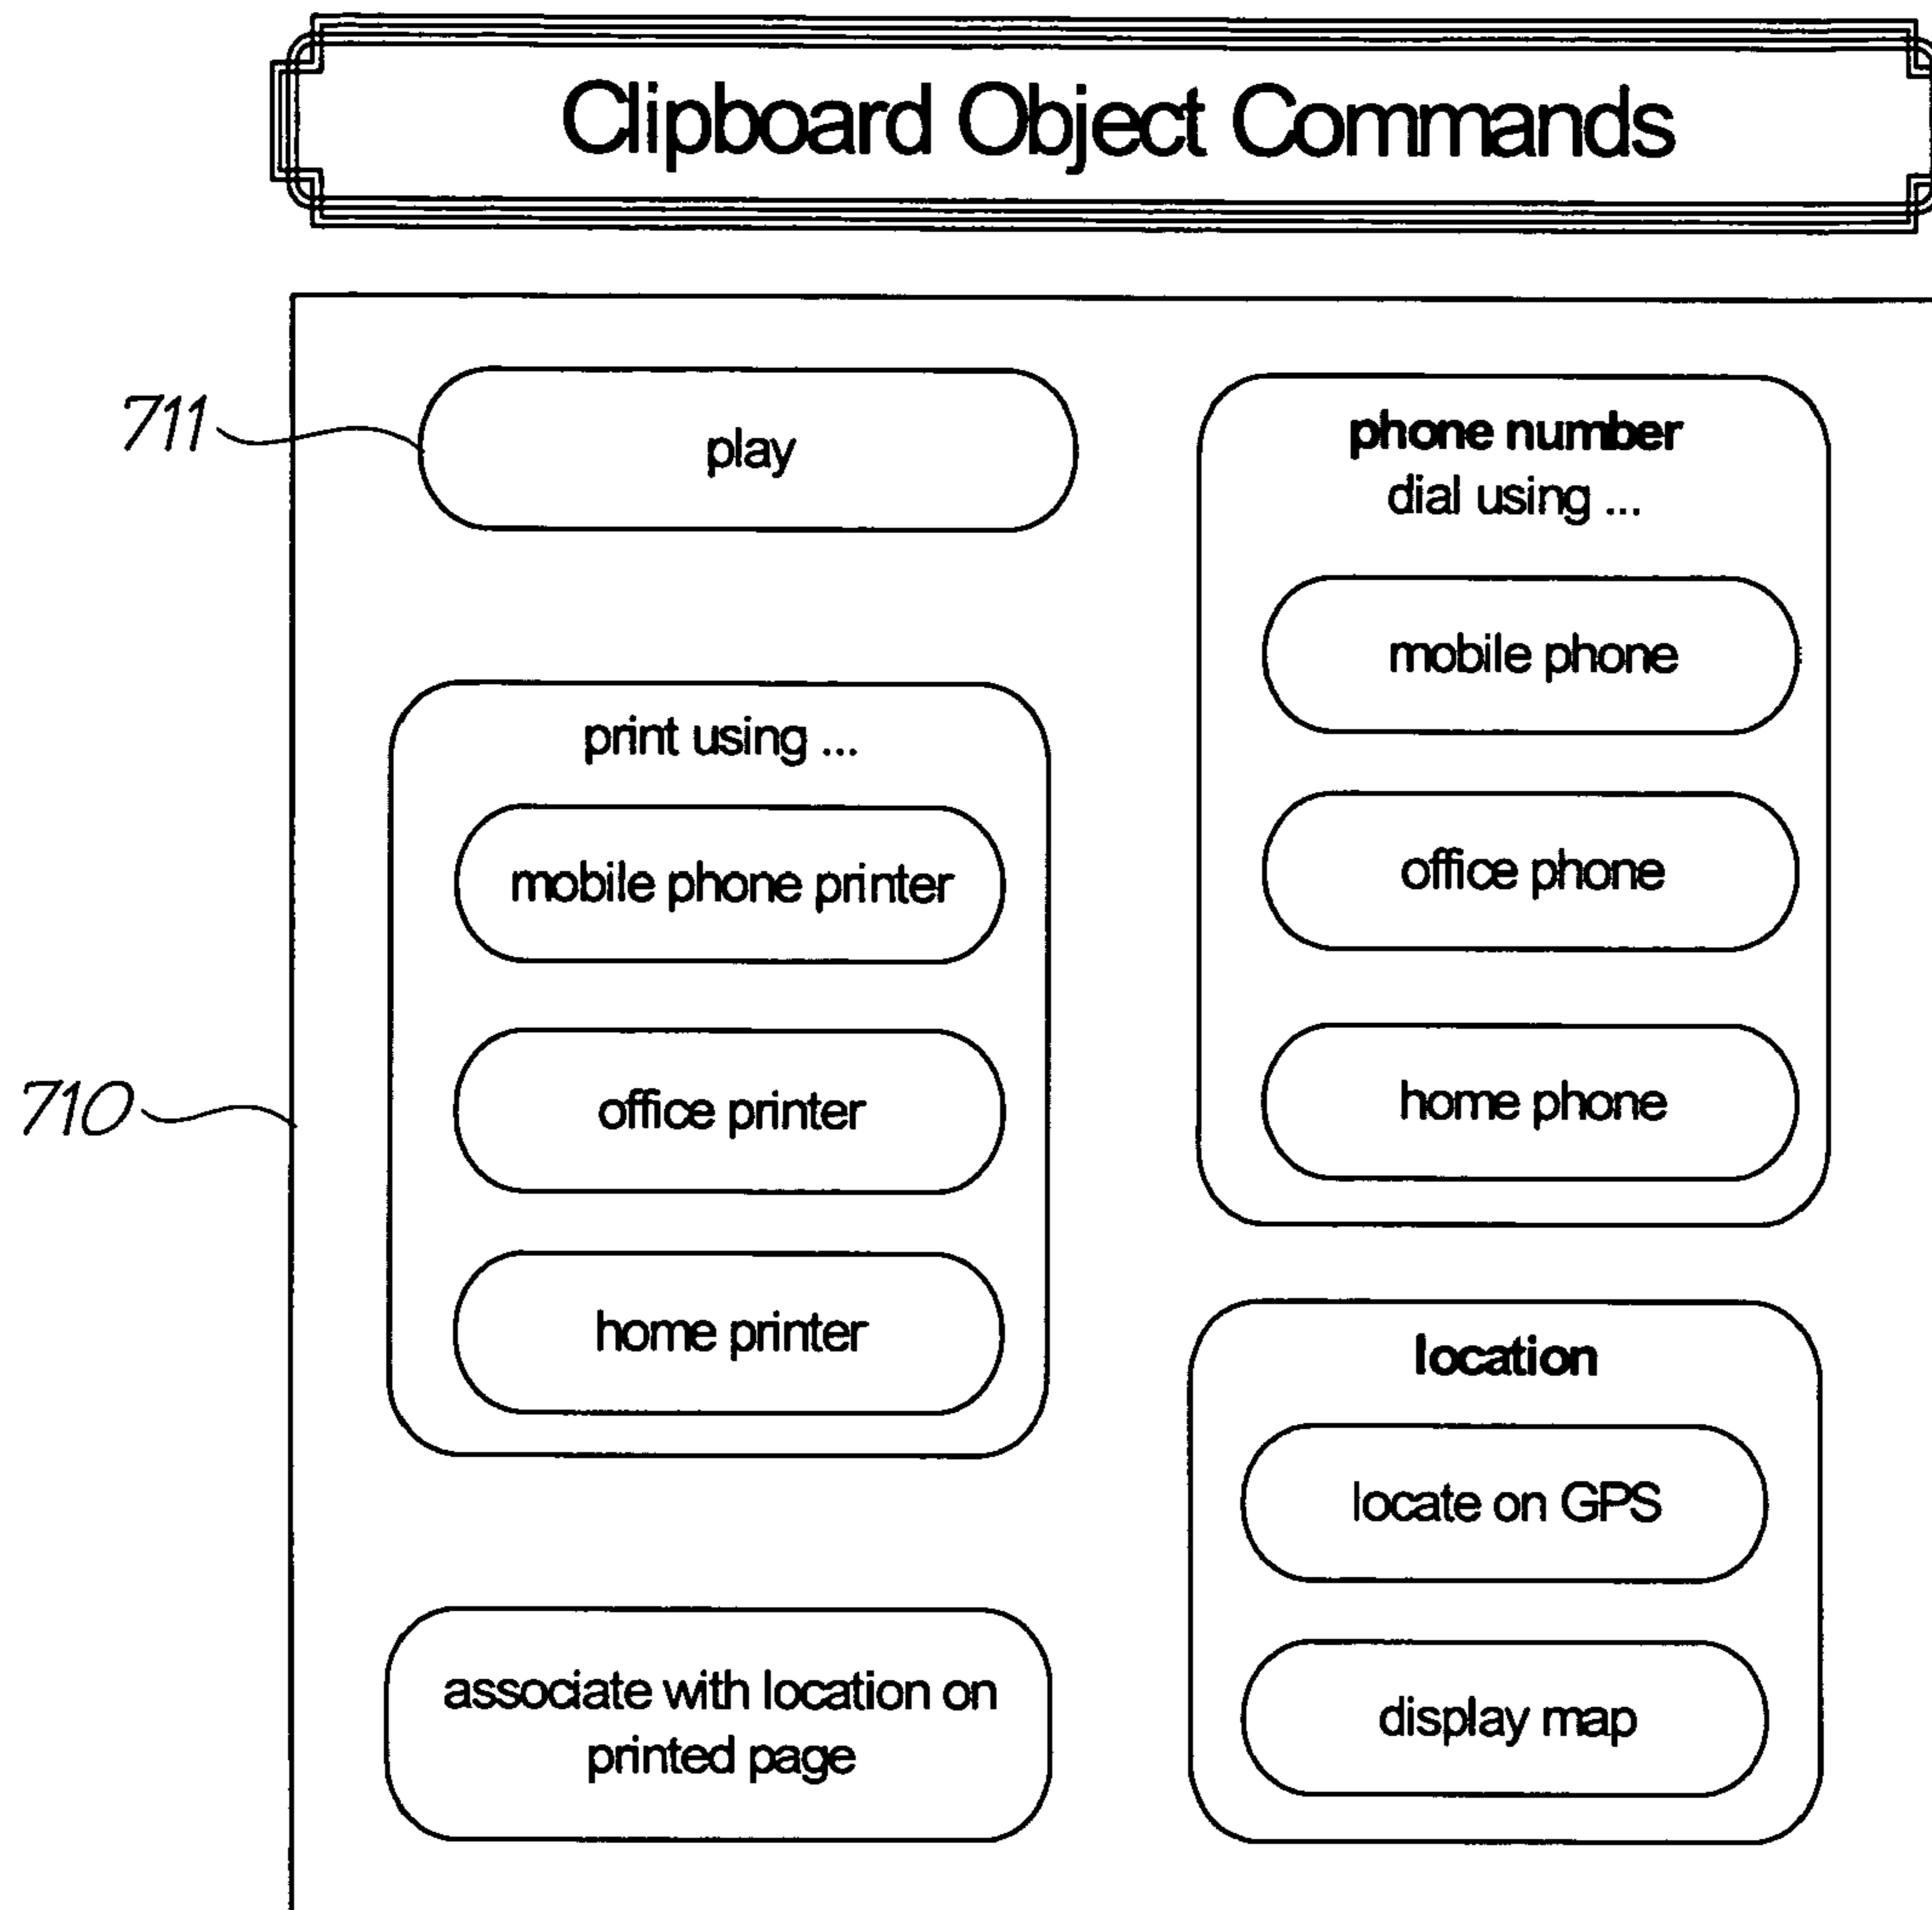 Clipboard Object Commands
711
play
print using ...
mobile phone printer
office printer
710
home printer
associate with location on
printed page
phone number
dial using ...
mobile phone
office phone
home phone
location
locate on GPS
display map